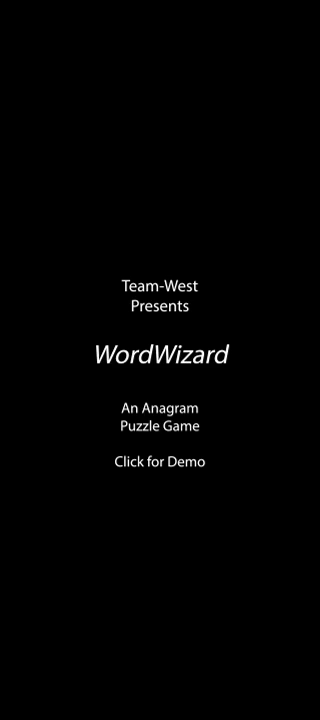 Team-West
Presents
WordWizard
An Anagram
Puzzle Game
Click for Demo